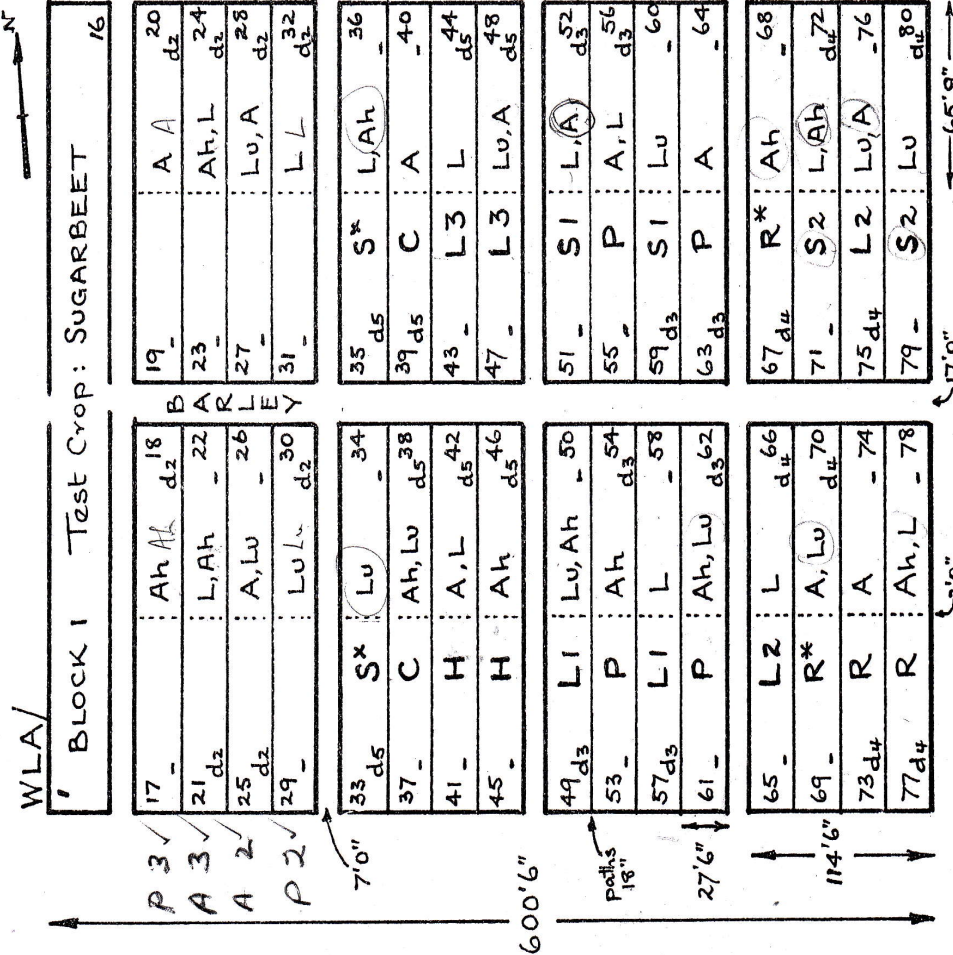 N
WLA/
' BLOCK 1 Test Crop: SUGARBEET 16
P 3 ✓ 17 - Ah Ah d2 18 19 - A A d2 20
A 3 ✓ 21 d2 L, Ah - 22 23 - Ah, L d2 24
A 2 ✓ 25 d2 A, Lu - 26 27 - Lu, A d2 28
P 2 ✓ 29 - Lu Lu d2 30 31 - L L d2 32
BARLEY
7'0"
33 d5 S* Lu - 34 35 d5 S* L, Ah - 36
37 - C Ah, Lu d5 38 39 d5 C A - 40
41 - H A, L d5 42 43 - L3 L d5 44
45 - H Ah d5 46 47 - L3 Lu, A d5 48
600'6"
49 d3 L1 Lu, Ah - 50 51 - S1 L, A d3 52
paths 18"
53 - P Ah d3 54 55 - P A, L d3 56
57 d3 L1 L - 58 59 d3 S1 Lu - 60
27'6" 61 - P Ah, Lu d3 62 63 d3 P A - 64
65 - L2 L d4 66 67 d4 R* Ah - 68
69 - R* A, Lu d4 70 71 - S2 L, Ah d4 72
114'6"
73 d4 R A - 74 75 d4 L2 Lu, A - 76
77 d4 R Ah, L - 78 79 - S2 Lu d4 80
17'0" 65'8"